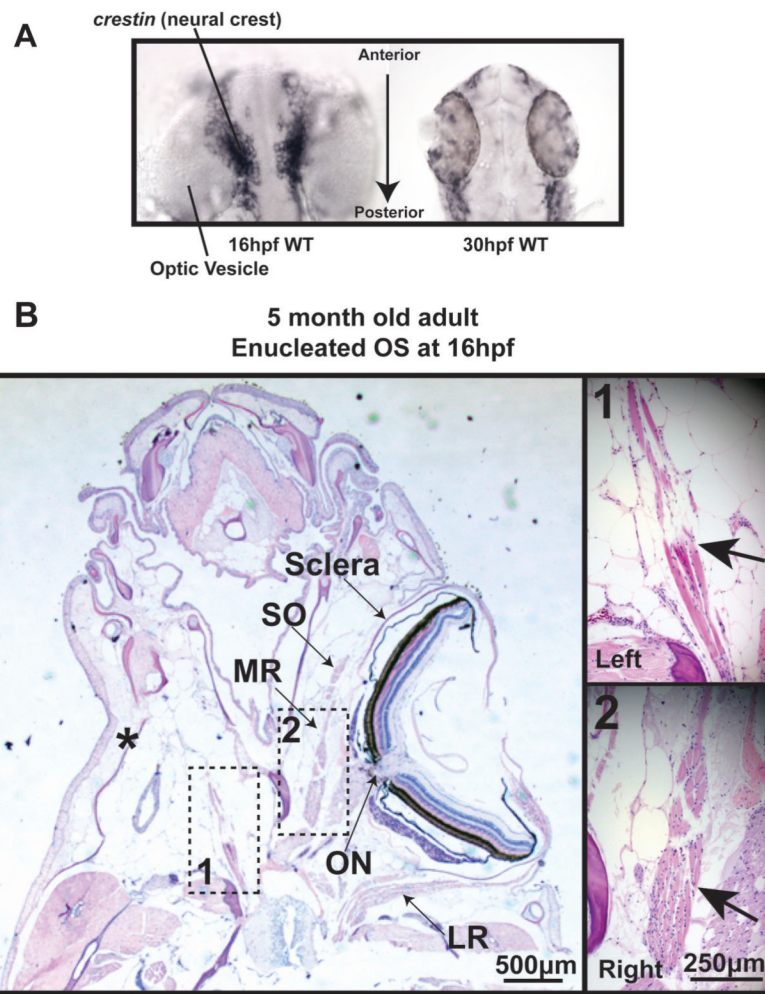 A
crestin (neural crest)
Anterior
Posterior
16hpf WT
30hpf WT
Optic Vesicle
B
5 month old adult
Enucleated OS at 16hpf
Sclera
SO
MR
2
*
1
ON
LR
500µm
1
Left
2
Right
250µm